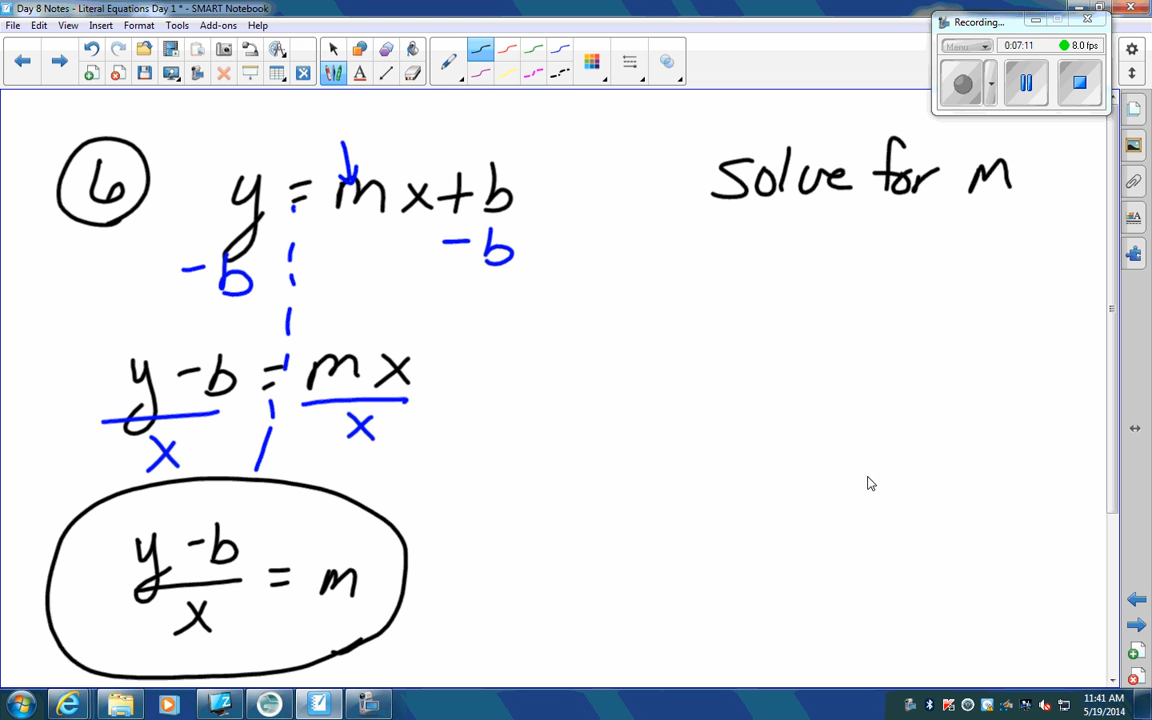 Day 8 Notes - Literal Equations Day 1 * - SMART Notebook
File Edit View Insert Format Tools Add-ons Help
Recording...
Menu 0:07:11 8.0 fps
6 y = mx + b solve for m
- b - b
y - b = mx
x x
y - b
= m
x
11:41 AM
5/19/2014